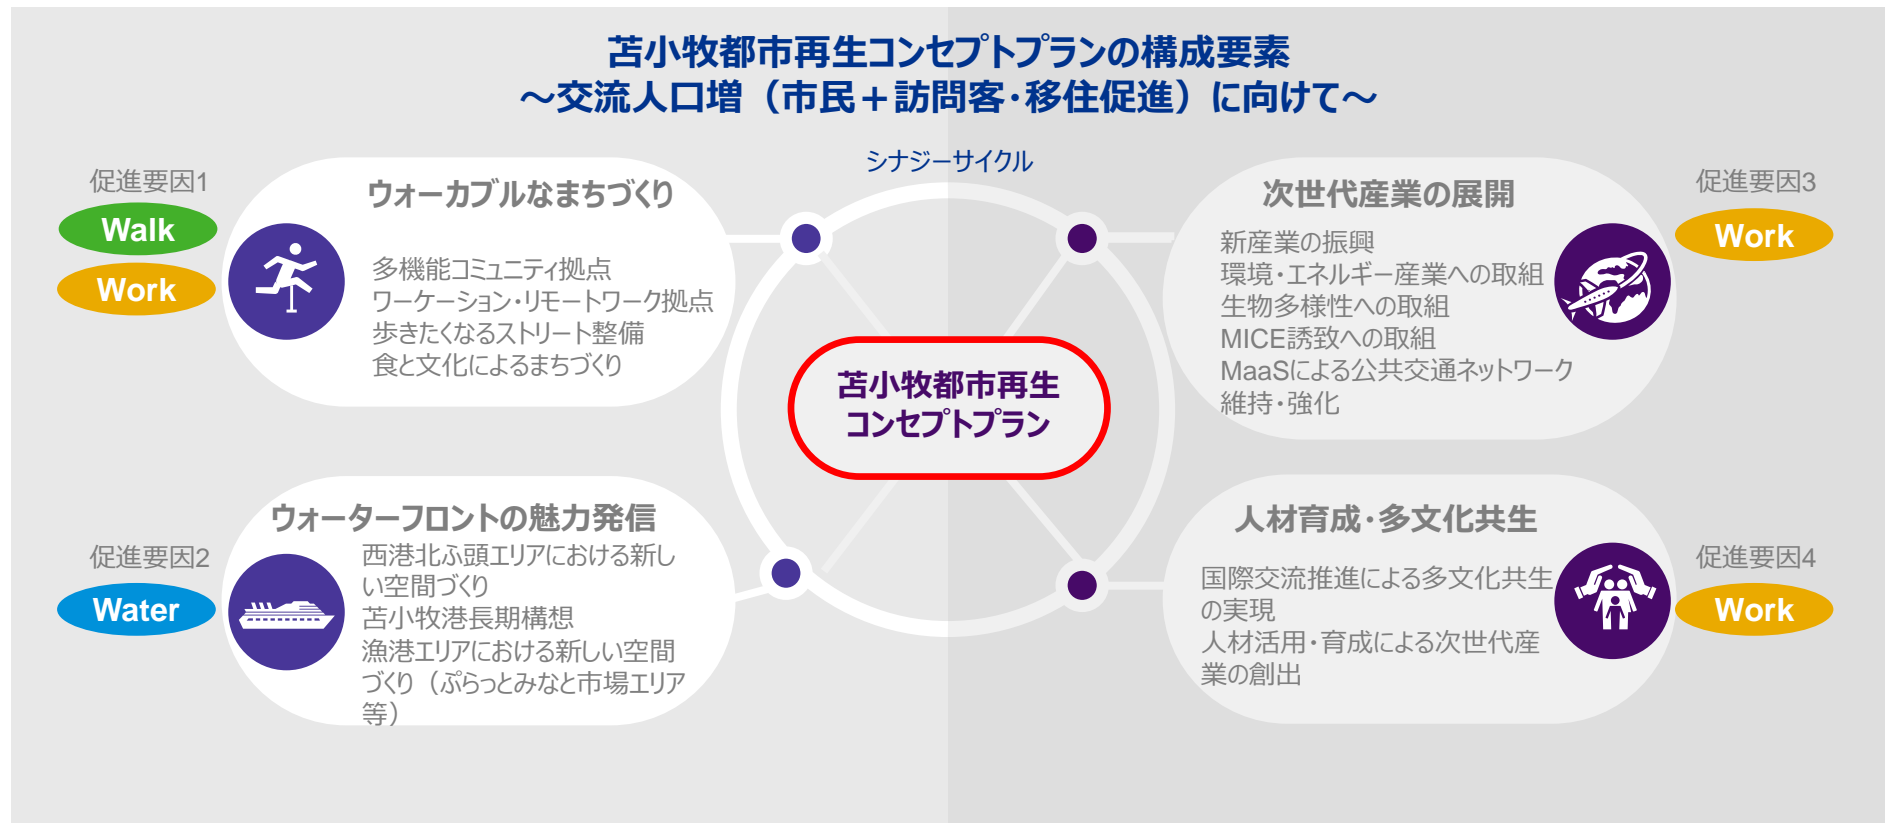 苫小牧都市再生コンセプトプランの構成要素
～交流人口増（市民＋訪問客・移住促進）に向けて～
シナジーサイクル
促進要因1
Walk
Work
ウォーカブルなまちづくり
多機能コミュニティ拠点
ワーケーション・リモートワーク拠点
歩きたくなるストリート整備
食と文化によるまちづくり
促進要因2
Water
ウォーターフロントの魅力発信
西港北ふ頭エリアにおける新し
い空間づくり
苫小牧港長期構想
漁港エリアにおける新しい空間
づくり（ぷらっとみなと市場エリア
等）
苫小牧都市再生
コンセプトプラン
次世代産業の展開
新産業の振興
環境・エネルギー産業への取組
生物多様性への取組
MICE誘致への取組
MaaSによる公共交通ネットワーク
維持・強化
促進要因3
Work
人材育成・多文化共生
国際交流推進による多文化共生
の実現
人材活用・育成による次世代産
業の創出
促進要因4
Work